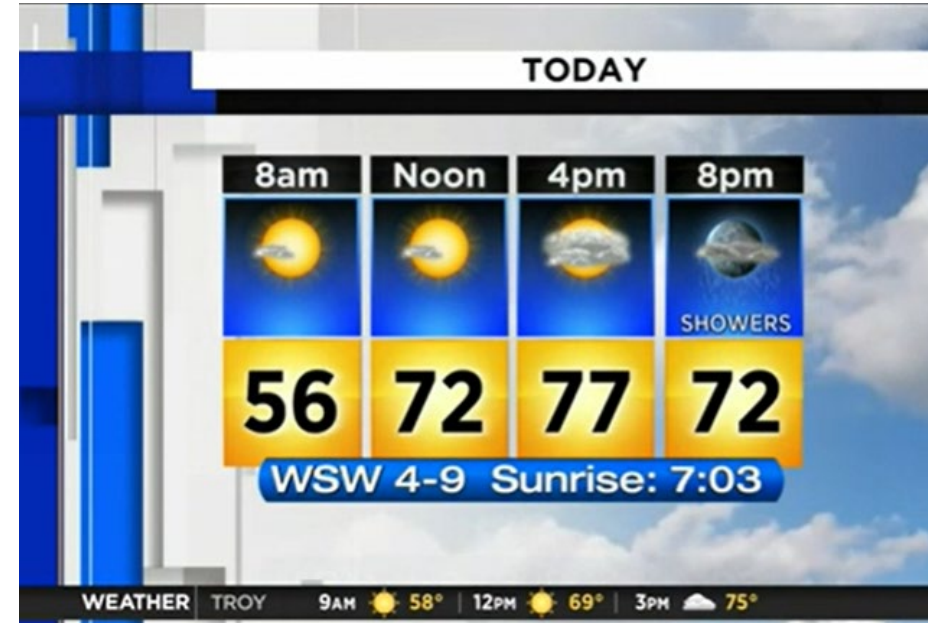 TODAY
8am Noon 4pm 8pm
SHOWERS
56 72 77 72
WSW 4-9 Sunrise: 7:03
WEATHER TROY 9AM 58° 12PM 69° 3PM 75°